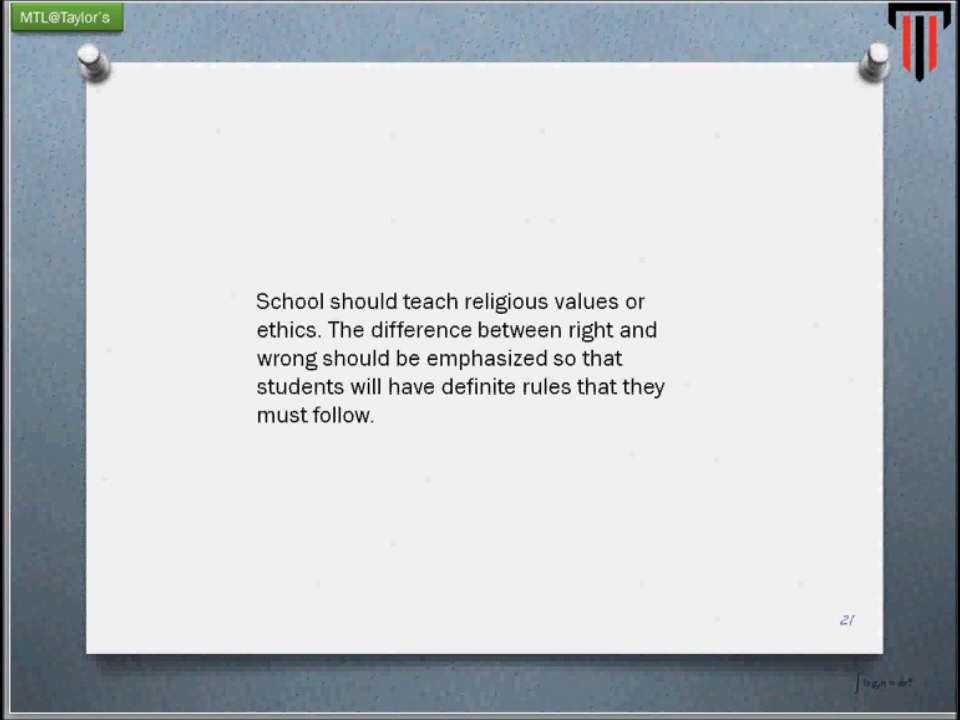 MTL@Taylor's
School should teach religious values or
ethics. The difference between right and
wrong should be emphasized so that
students will have definite rules that they
must follow.
21